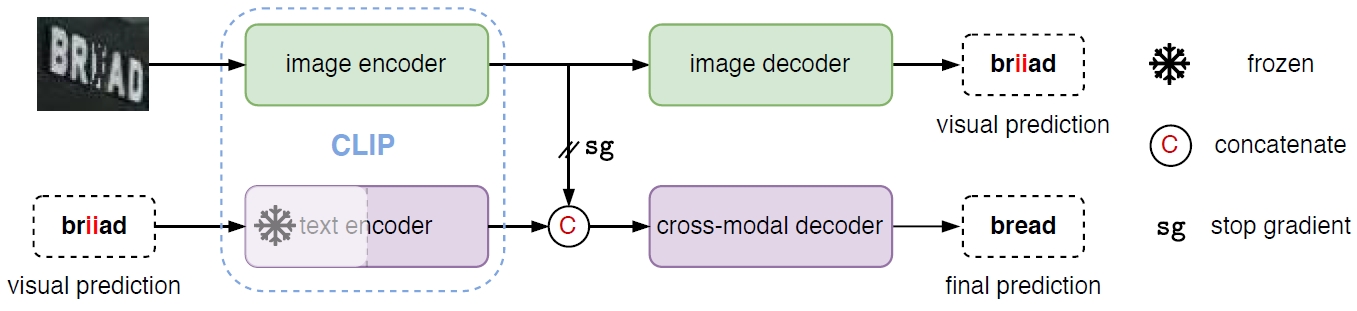 BR AD
image encoder
image decoder
briiad
visual prediction
frozen
CLIP
sg
C
concatenate
briiad
visual prediction
text encoder
C
cross-modal decoder
bread
final prediction
sg
stop gradient